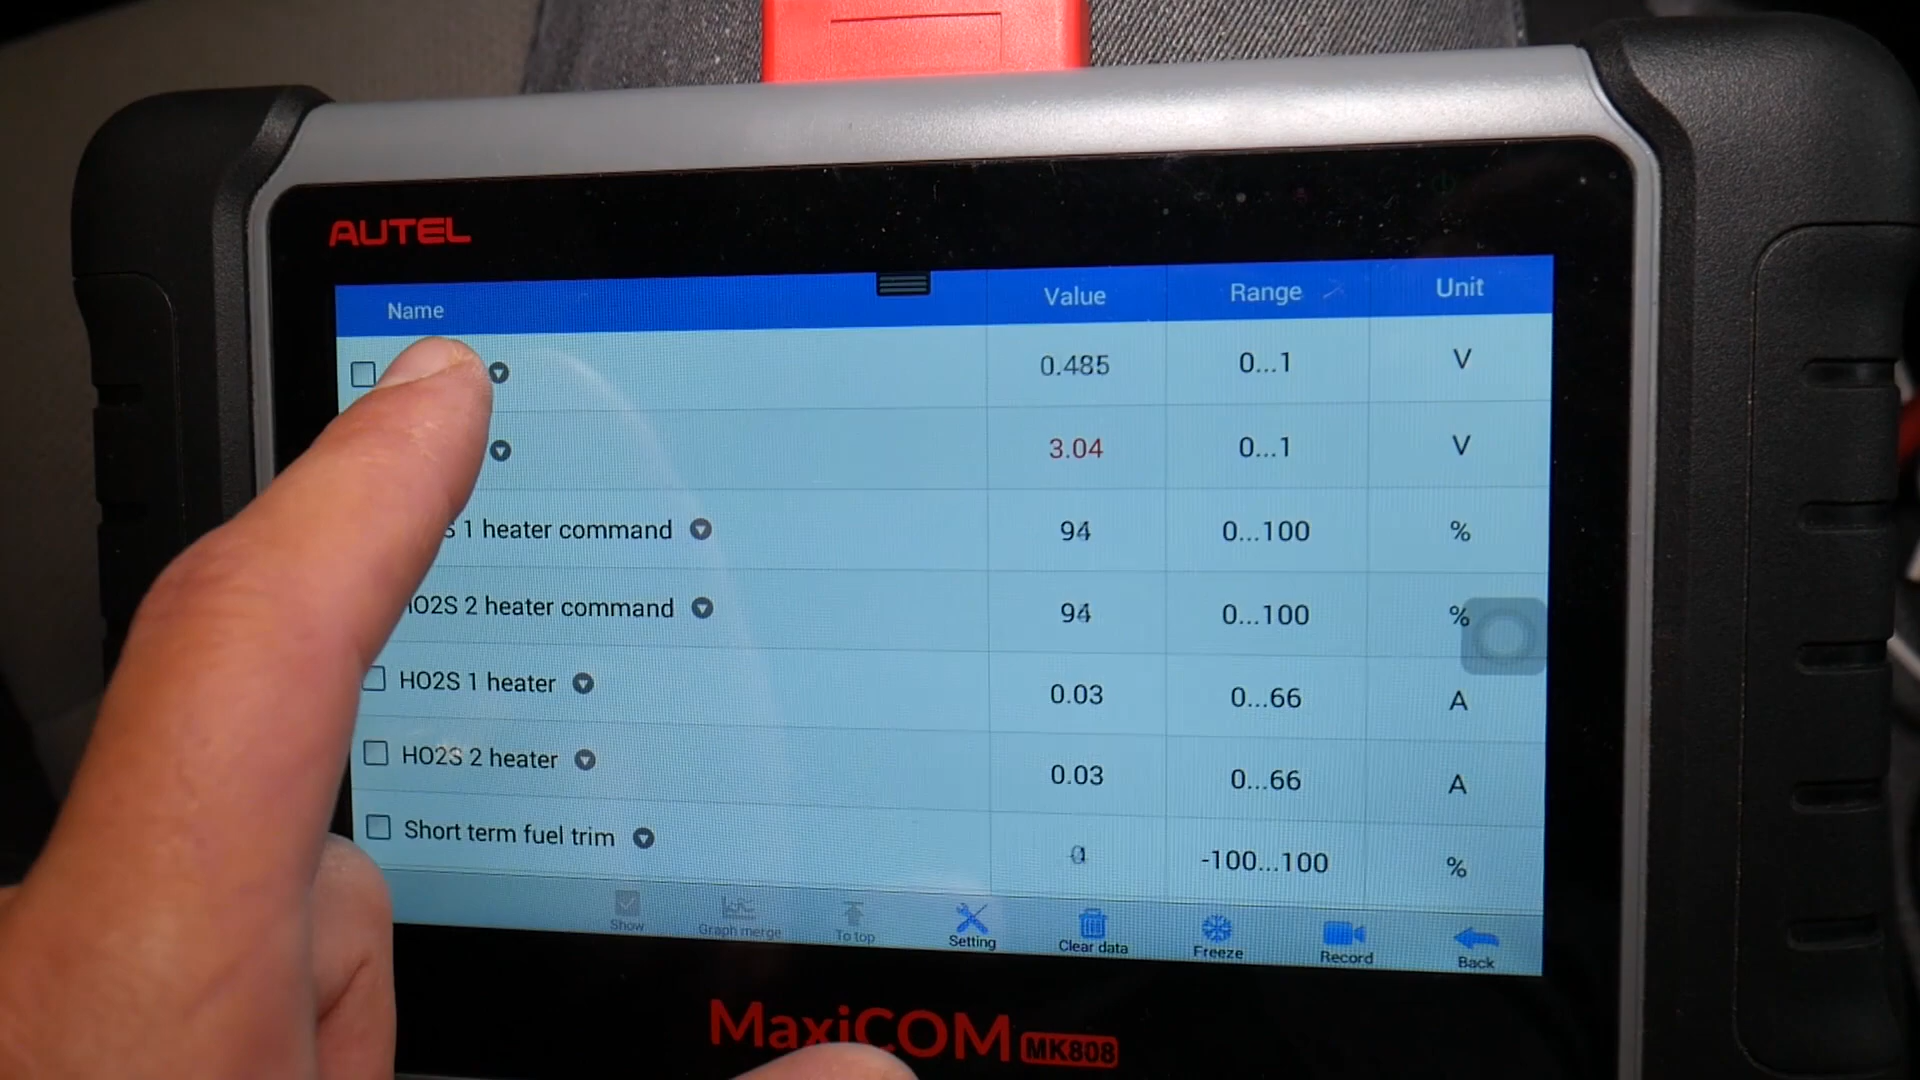 AUTEL
Name Value Range Unit
0.485 0...1 V
3.04 0...1 V
1 heater command 94 0...100 %
HO2S 2 heater command 94 0...100 %
HO2S 1 heater 0.03 0...66 A
HO2S 2 heater 0.03 0...66 A
Short term fuel trim -100...100 %
Show Graph merge To top Setting Clear data Freeze Record Back
MaxiCOM MK808